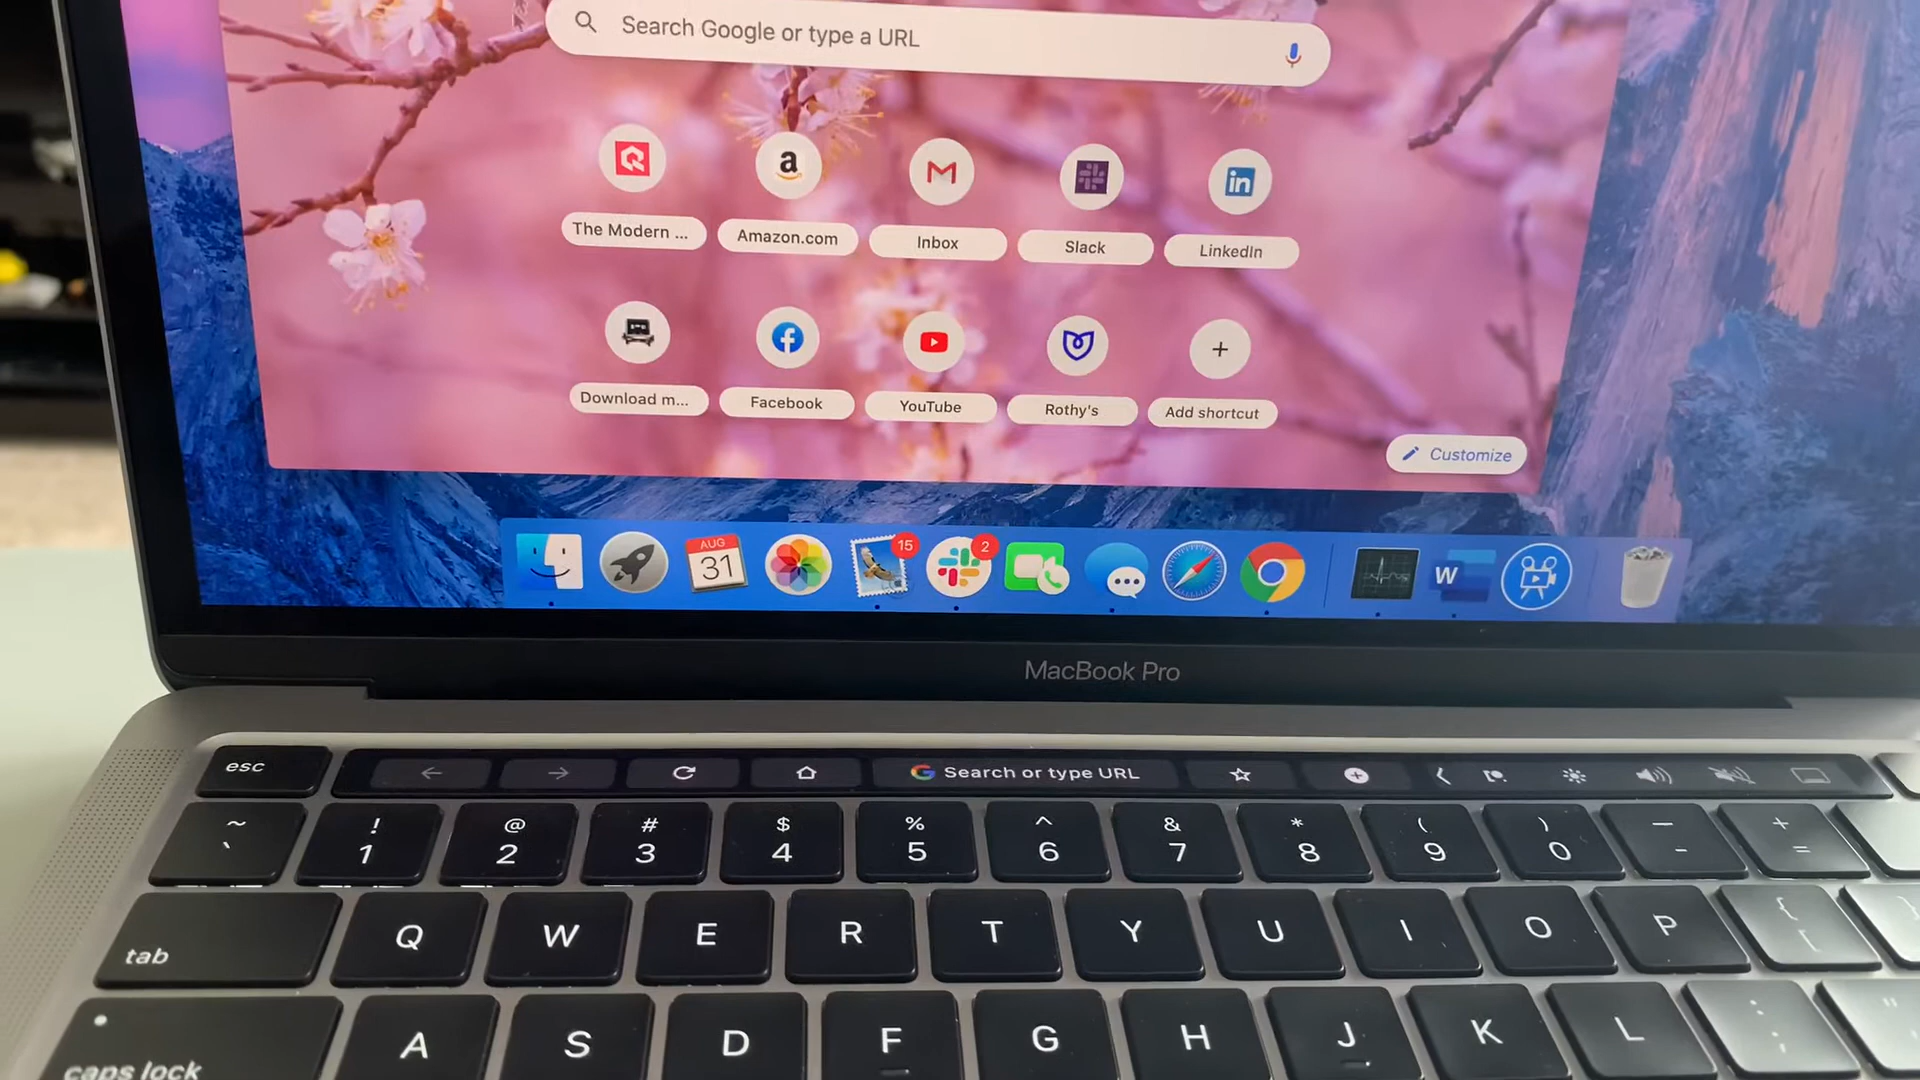 Search Google or type a URL
The Modern ...
Amazon.com
Inbox
Slack
LinkedIn
Download m...
Facebook
YouTube
Rothy's
Add shortcut
Customize
AUG
31
15
2
W
MacBook Pro
esc
Search or type URL
~ ! @ # $ % ^ & * ( ) — +
` 1 2 3 4 5 6 7 8 9 0 - =
tab Q W E R T Y U I O P { [ }
caps lock A S D F G H J K L : ; "